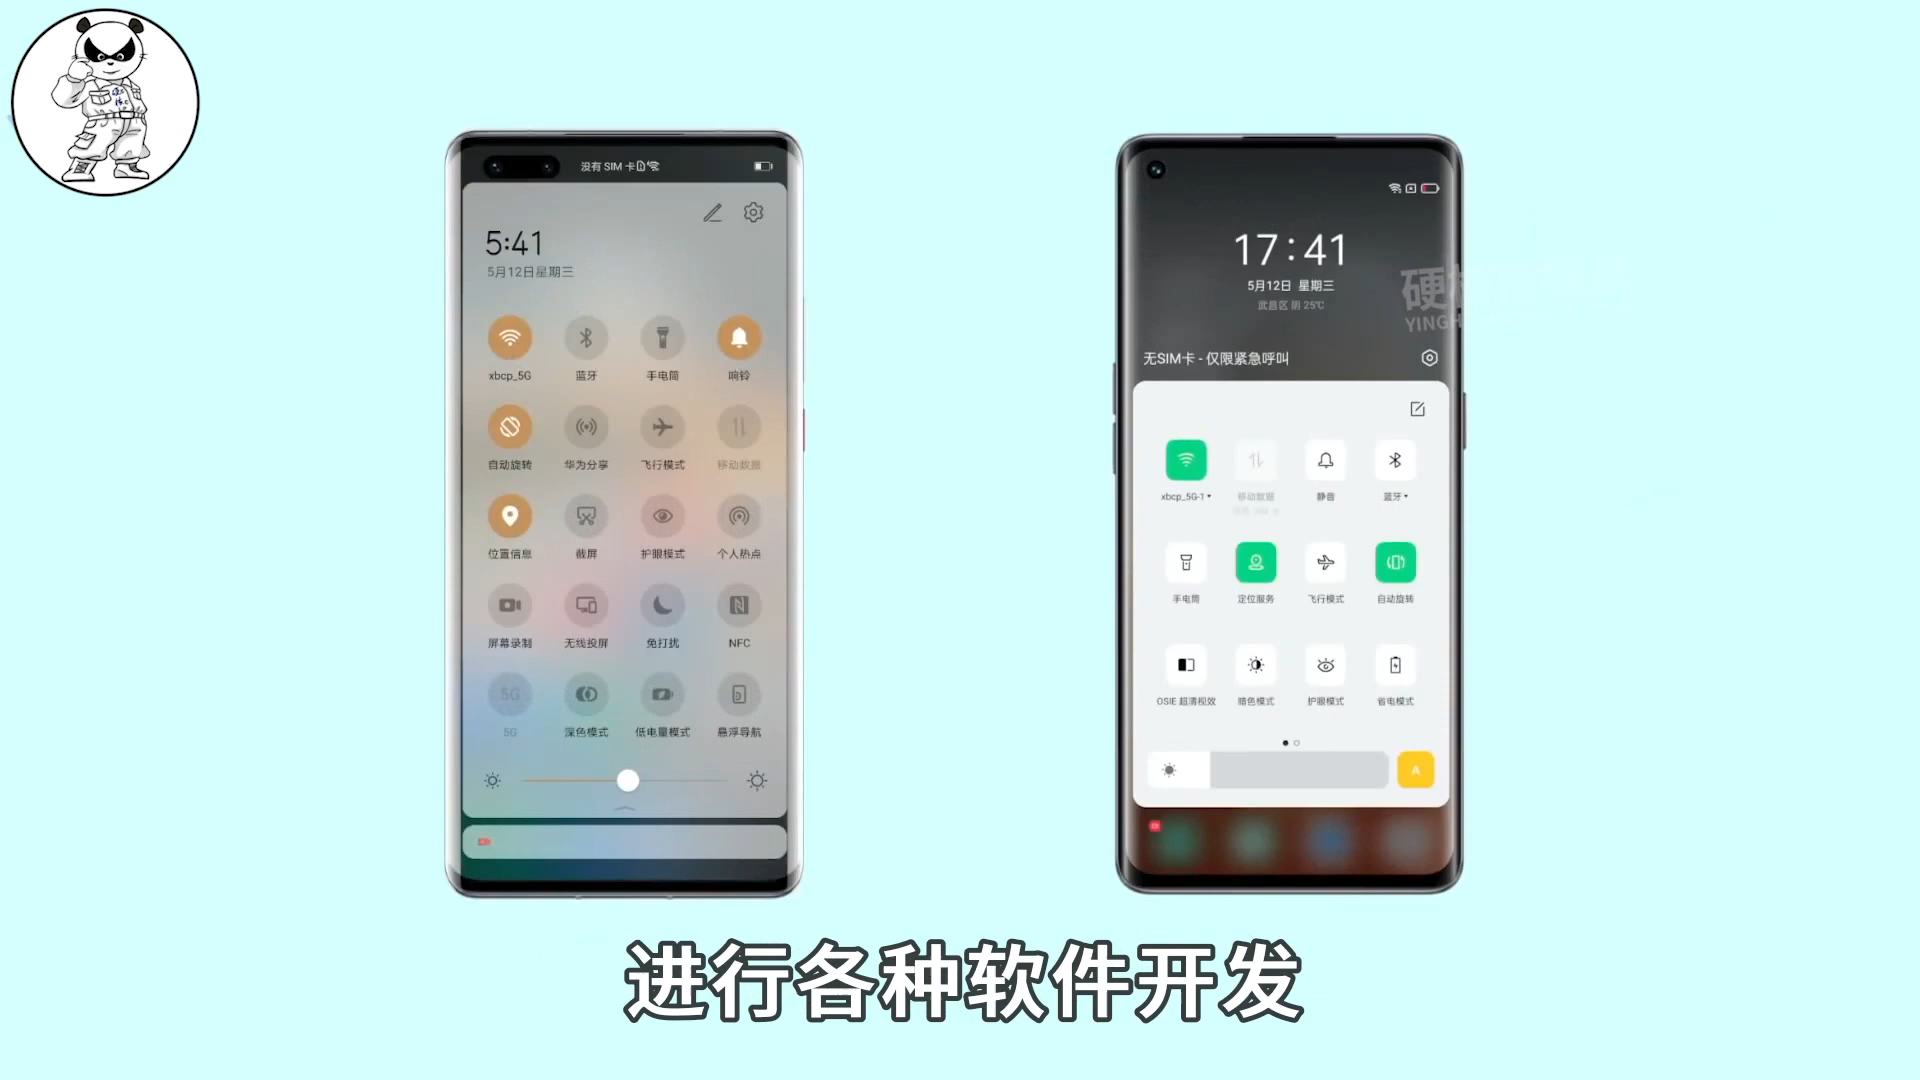 没有 SIM 卡
5:41
5月12日星期三
xbcp_5G
蓝牙
手电筒
响铃
自动旋转
华为分享
飞行模式
移动数据
位置信息
截屏
护眼模式
个人热点
屏幕录制
无线投屏
免打扰
NFC
5G
5G
深色模式
低电量模式
悬浮导航
17:41
5月12日 星期三
武昌区 阴 25℃
无SIM卡 - 仅限紧急呼叫
xbcp_5G-1
移动数据
静音
蓝牙
手电筒
定位服务
飞行模式
自动旋转
OSIE 超清视效
暗色模式
护眼模式
省电模式
A
硬
YINGH
进行各种软件开发